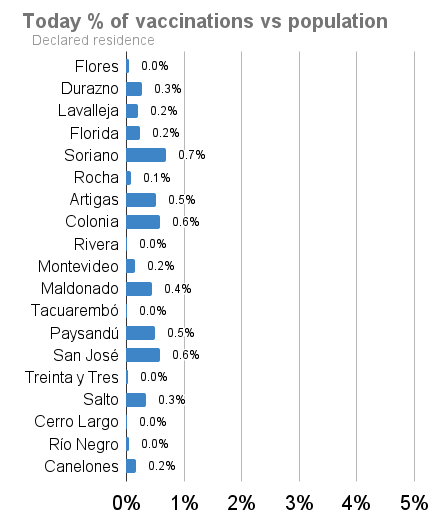 Today % of vaccinations vs population
Declared residence
Flores 0.0%
Durazno 0.3%
Lavalleja 0.2%
Florida 0.2%
Soriano 0.7%
Rocha 0.1%
Artigas 0.5%
Colonia 0.6%
Rivera 0.0%
Montevideo 0.2%
Maldonado 0.4%
Tacuarembó 0.0%
Paysandú 0.5%
San José 0.6%
Treinta y Tres 0.0%
Salto 0.3%
Cerro Largo 0.0%
Río Negro 0.0%
Canelones 0.2%
0% 1% 2% 3% 4% 5%